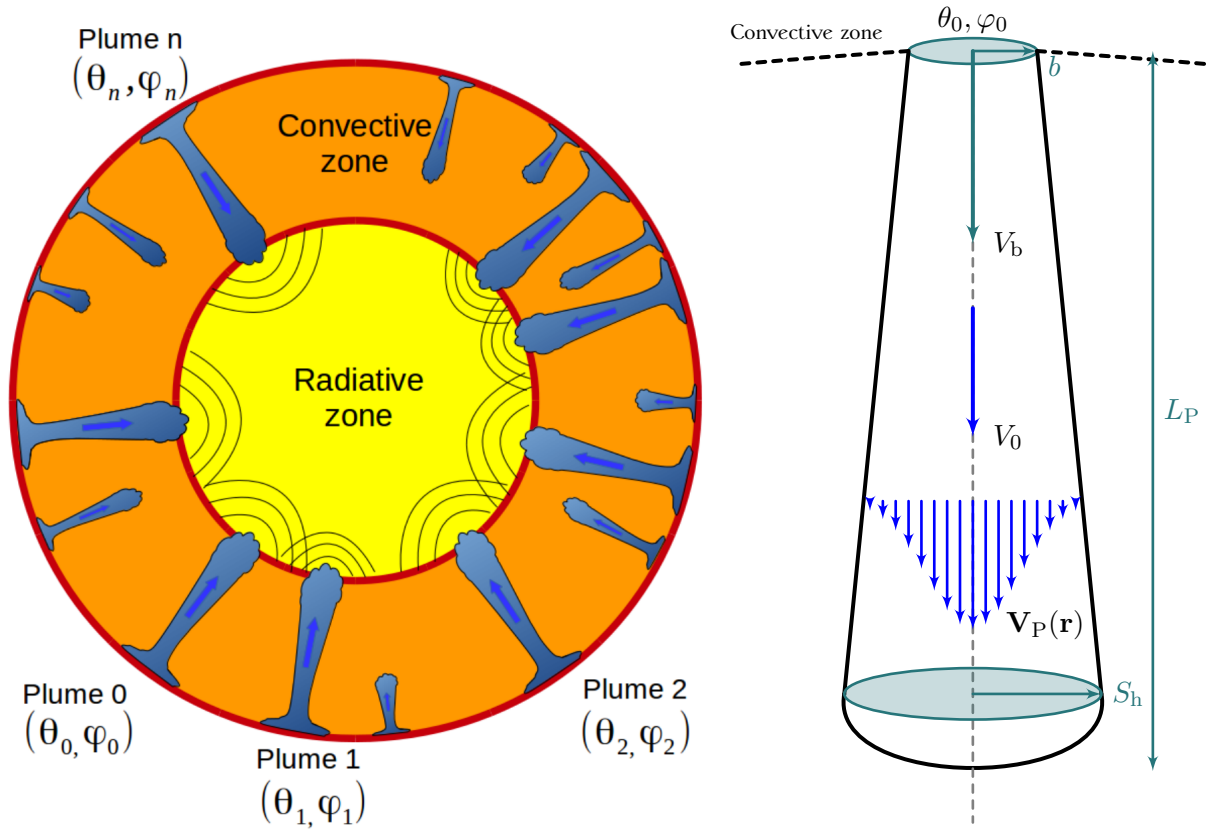 Plume n
(θn,φn)
Convective
zone
Radiative
zone
Plume 0
(θ0,φ0)
Plume 1
(θ1,φ1)
Plume 2
(θ2,φ2)
θ0, φ0
Convective zone
b
Vb
V0
LP
VP(r)
Sh